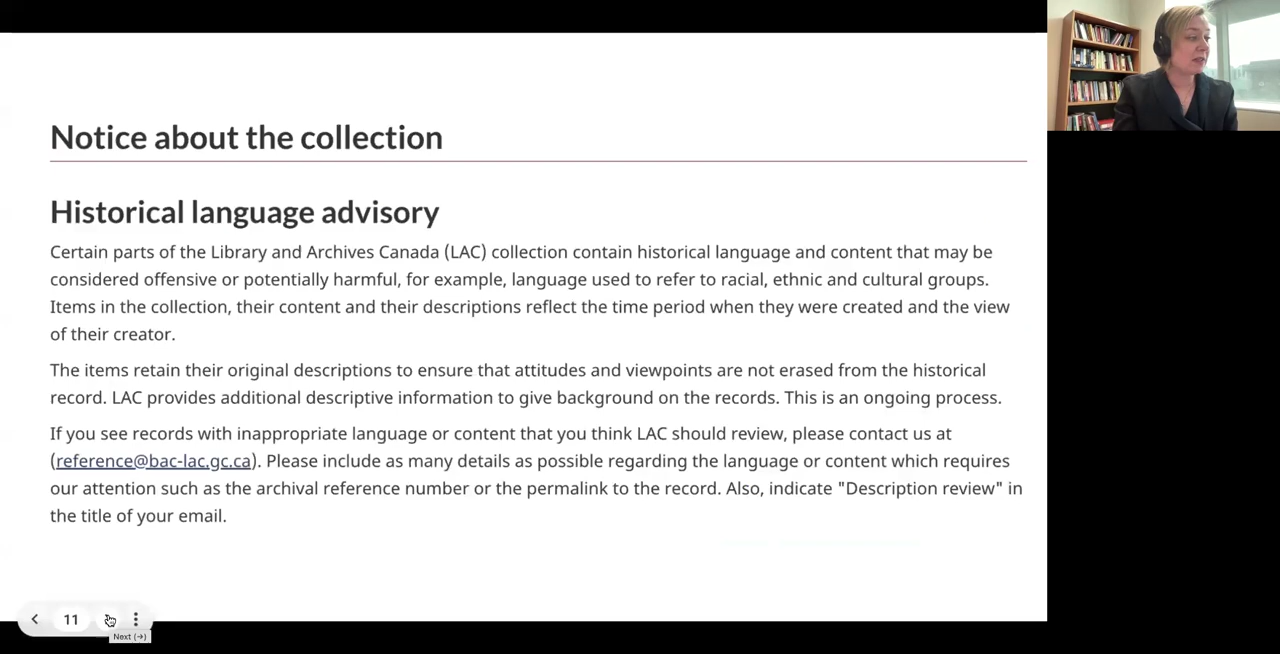 Notice about the collection
Historical language advisory
Certain parts of the Library and Archives Canada (LAC) collection contain historical language and content that may be
considered offensive or potentially harmful, for example, language used to refer to racial, ethnic and cultural groups.
Items in the collection, their content and their descriptions reflect the time period when they were created and the view
of their creator.
The items retain their original descriptions to ensure that attitudes and viewpoints are not erased from the historical
record. LAC provides additional descriptive information to give background on the records. This is an ongoing process.
If you see records with inappropriate language or content that you think LAC should review, please contact us at
(reference@bac-lac.gc.ca). Please include as many details as possible regarding the language or content which requires
our attention such as the archival reference number or the permalink to the record. Also, indicate "Description review" in
the title of your email.
11
Next (→)